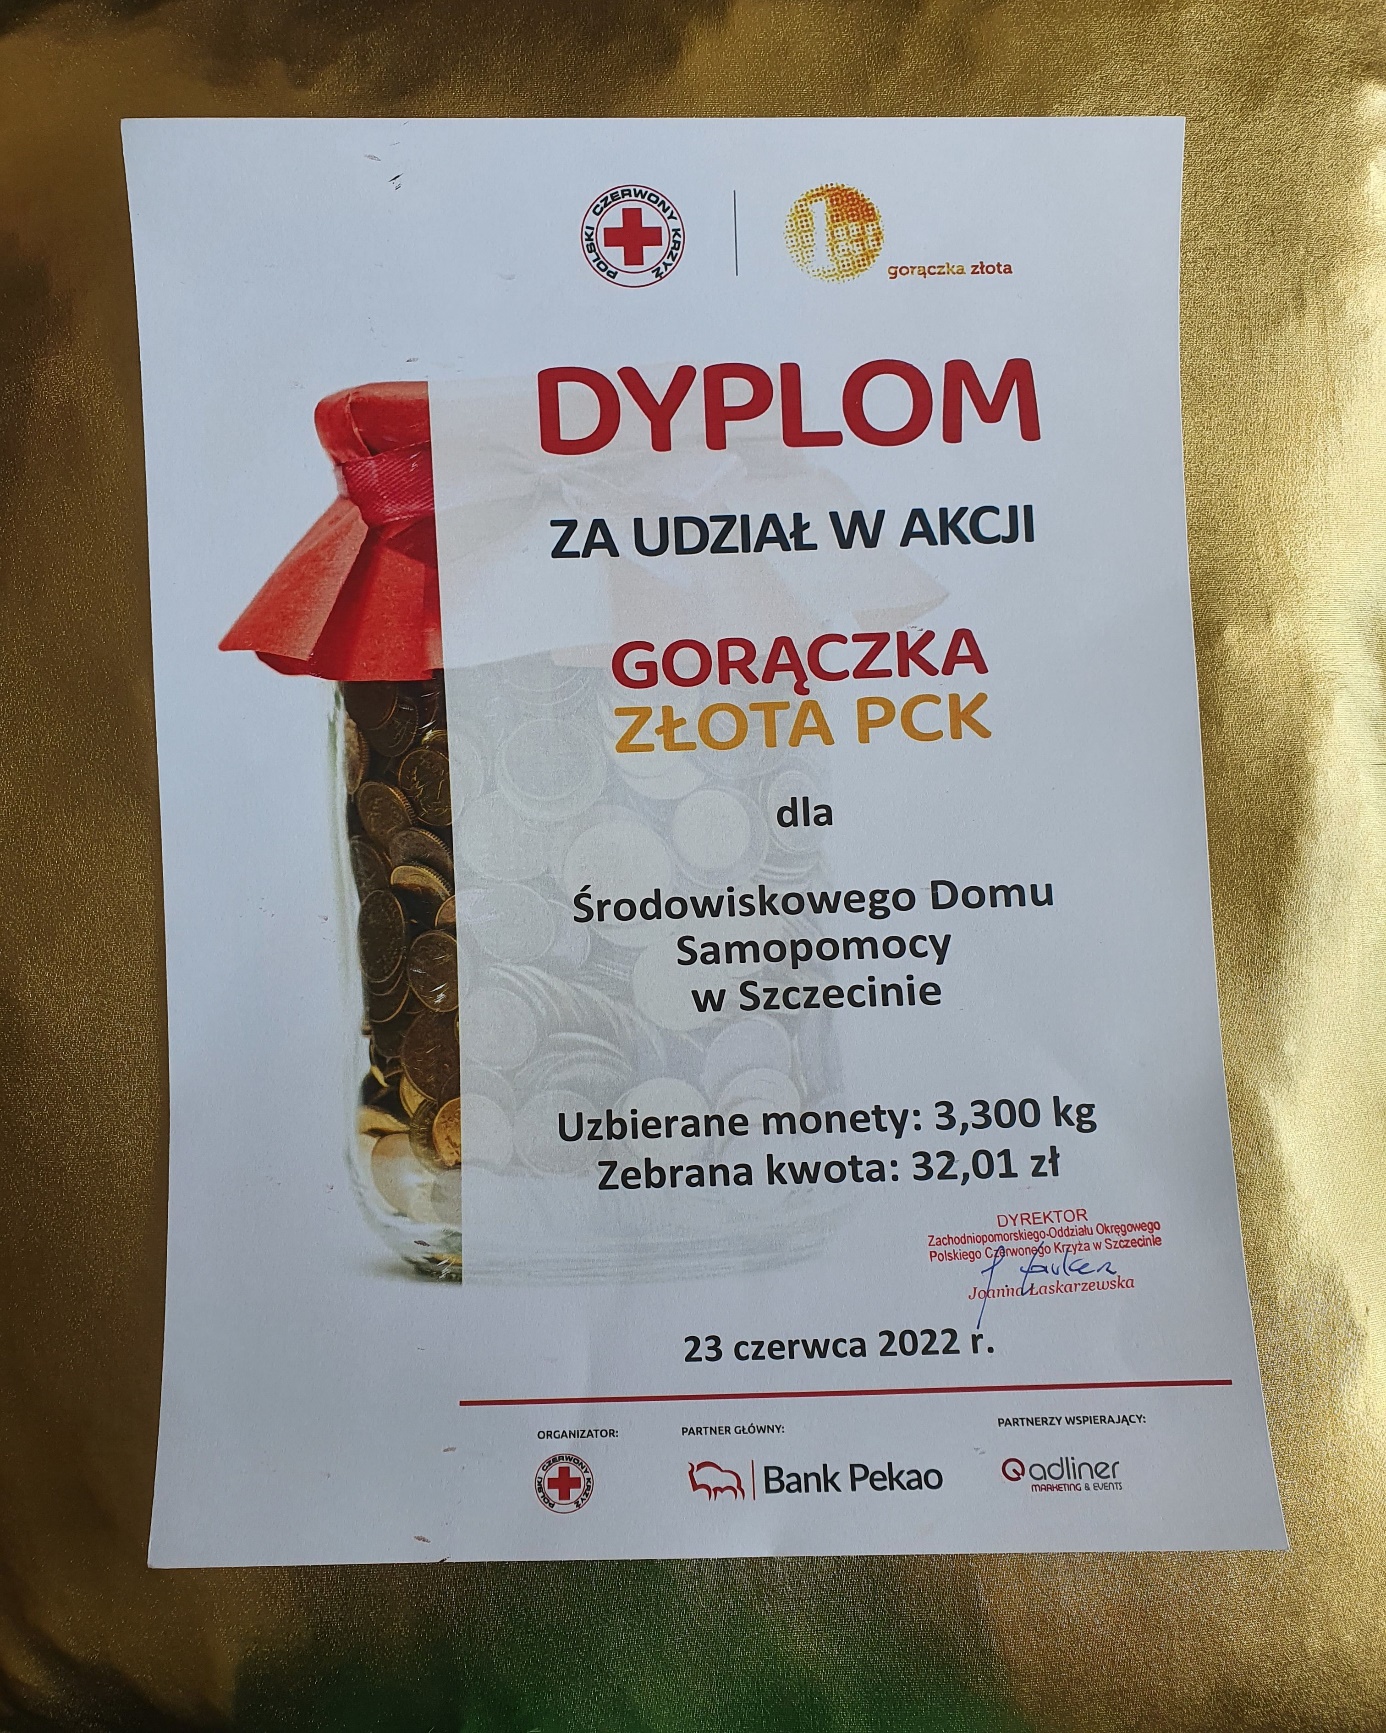 POLSKI CZERWONY KRZYŻ
gorączka złota
DYPLOM
ZA UDZIAŁ W AKCJI
GORĄCZKA
ZŁOTA PCK
dla
Środowiskowego Domu
Samopomocy
w Szczecinie
Uzbierane monety: 3,300 kg
Zebrana kwota: 32,01 zł
DYREKTOR
Zachodniopomorskiego Oddziału Okręgowego
Polskiego Czerwonego Krzyża w Szczecinie
Joanna Łaskarzewska
23 czerwca 2022 r.
ORGANIZATOR:
PARTNER GŁÓWNY:
PARTNERZY WSPIERAJĄCY:
POLSKI CZERWONY KRZYŻ
Bank Pekao
adliner
MARKETING & EVENTS